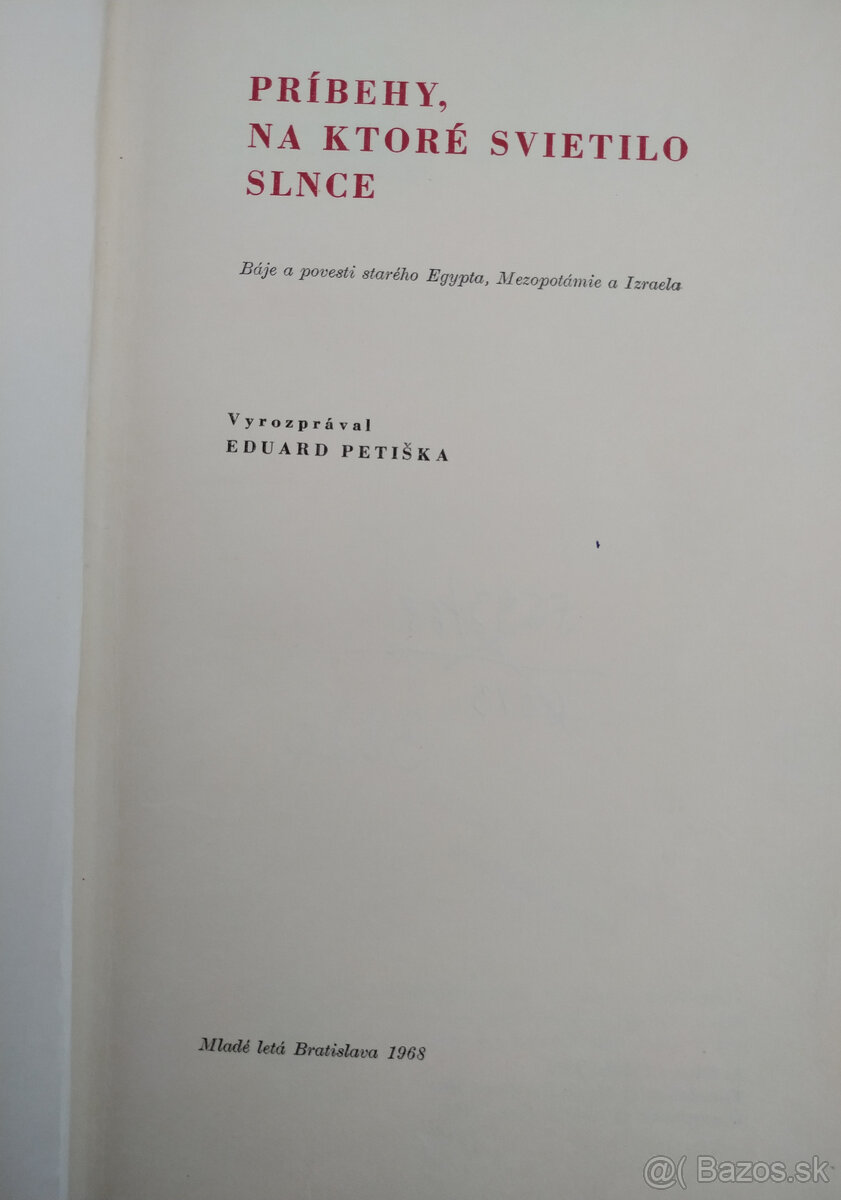 PRÍBEHY,
NA KTORÉ SVIETILO
SLNCE
Báje a povesti starého Egypta, Mezopotámie a Izraela
Vyrozprával
EDUARD PETIŠKA
Mladé letá Bratislava 1968
@( Bazos.sk